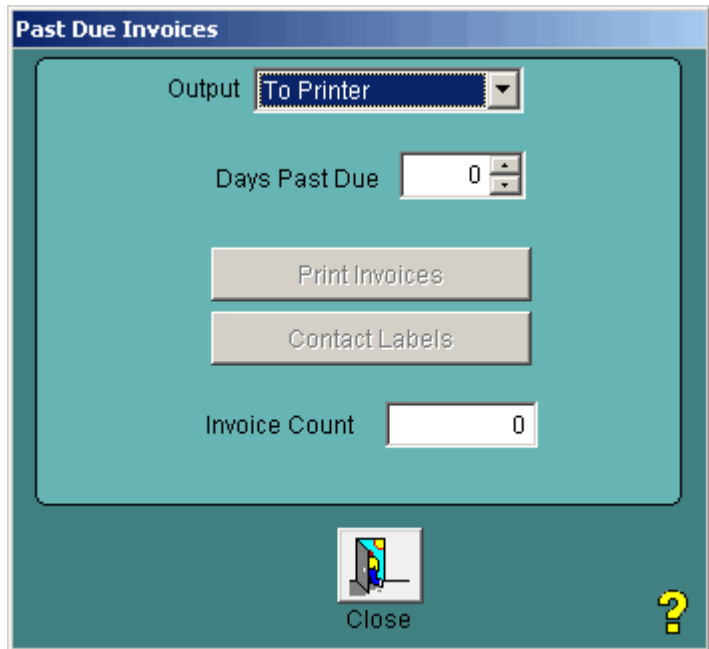 Past Due Invoices
Output To Printer
Days Past Due 0
Print Invoices
Contact Labels
Invoice Count 0
Close
?